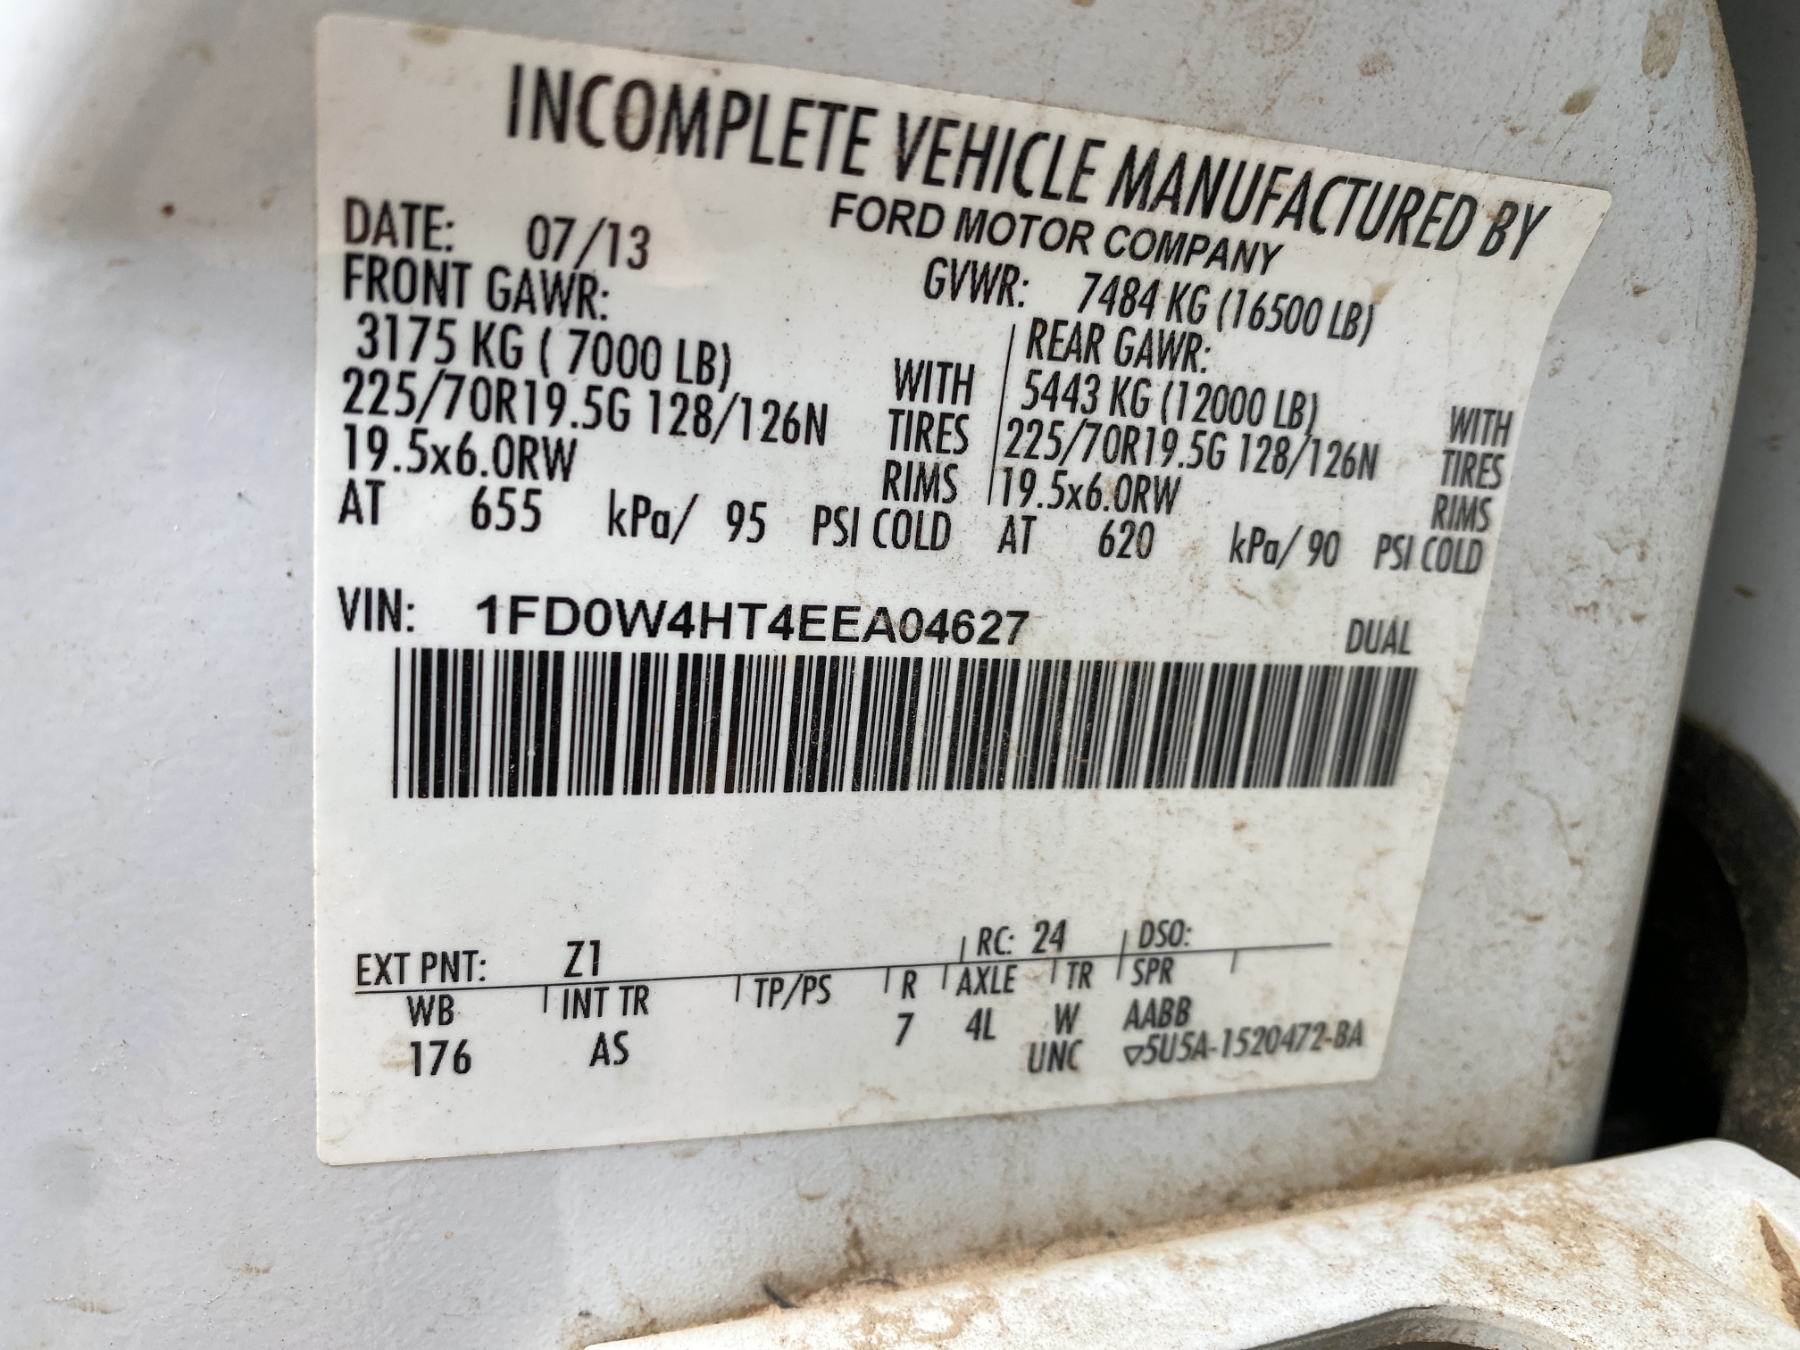 INCOMPLETE VEHICLE MANUFACTURED BY
FORD MOTOR COMPANY
DATE: 07/13
GVWR: 7484 KG (16500 LB)
FRONT GAWR:
3175 KG ( 7000 LB) WITH
225/70R19.5G 128/126N TIRES
19.5x6.0RW RIMS
AT 655 kPa/ 95 PSI COLD
REAR GAWR:
5443 KG (12000 LB) WITH
225/70R19.5G 128/126N TIRES
19.5x6.0RW RIMS
AT 620 kPa/ 90 PSI COLD
VIN: 1FD0W4HT4EEA04627
DUAL
EXT PNT: Z1 RC: 24 DSO:
WB INT TR TP/PS R AXLE TR SPR
176 AS 7 4L W AABB
UNC ▽5U5A-1520472-BA